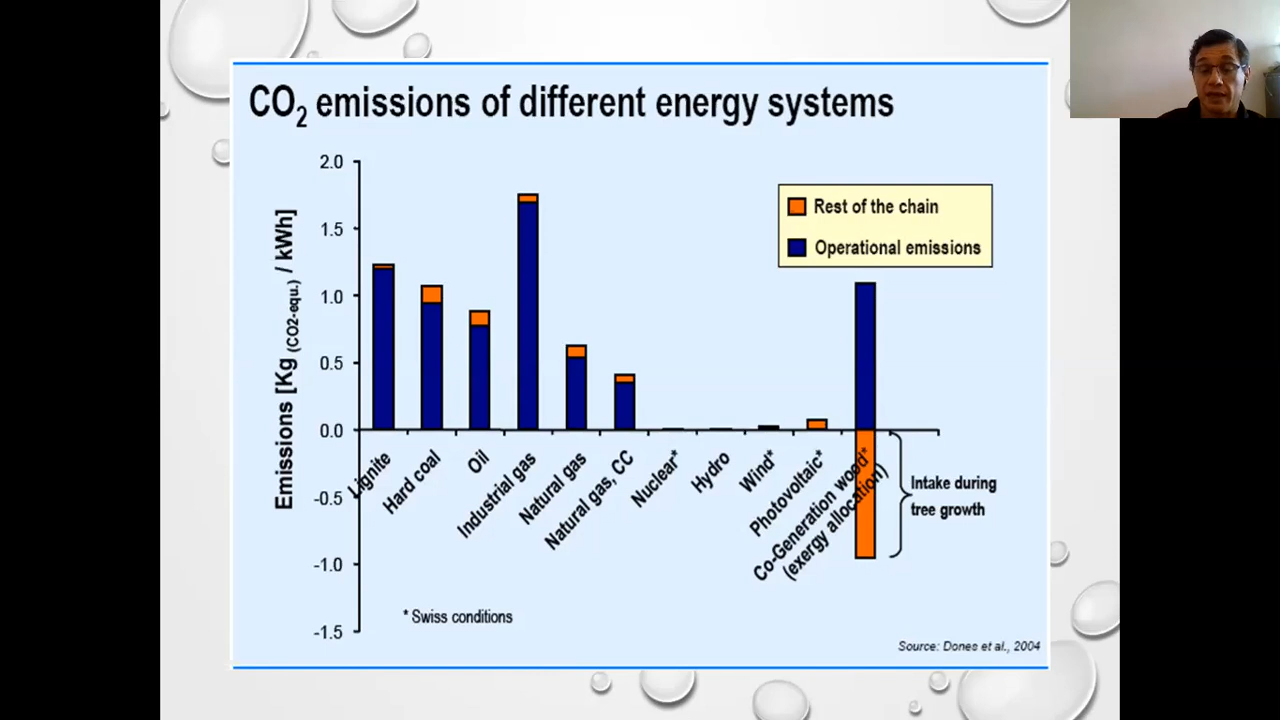 CO2 emissions of different energy systems
Emissions [Kg (CO2-equ.) / kWh]
2.0
1.5
1.0
0.5
0.0
-0.5
-1.0
-1.5
Rest of the chain
Operational emissions
Lignite
Hard coal
Oil
Industrial gas
Natural gas
Natural gas, CC
Nuclear*
Hydro
Wind*
Photovoltaic*
Co-Generation wood*
(exergy allocation)
Intake during
tree growth
* Swiss conditions
Source: Dones et al., 2004